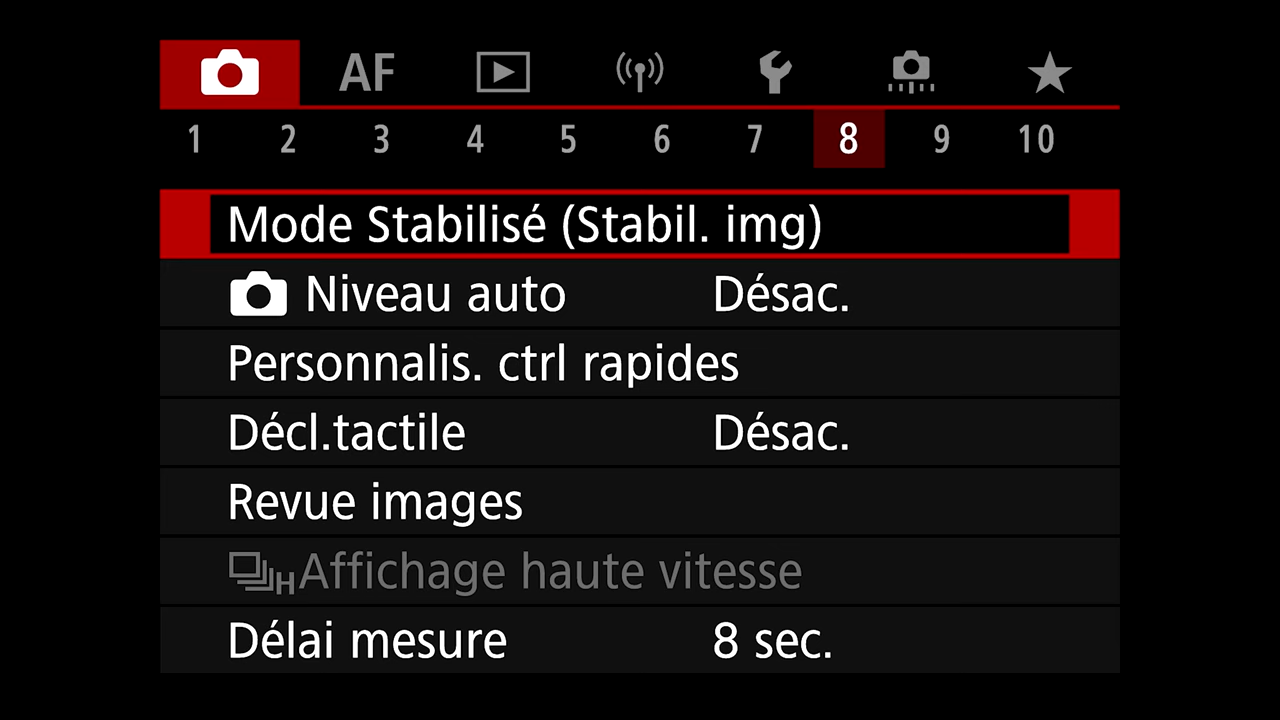 AF
1 2 3 4 5 6 7 8 9 10
Mode Stabilisé (Stabil. img)
Niveau auto Désac.
Personnalis. ctrl rapides
Décl.tactile Désac.
Revue images
H Affichage haute vitesse
Délai mesure 8 sec.